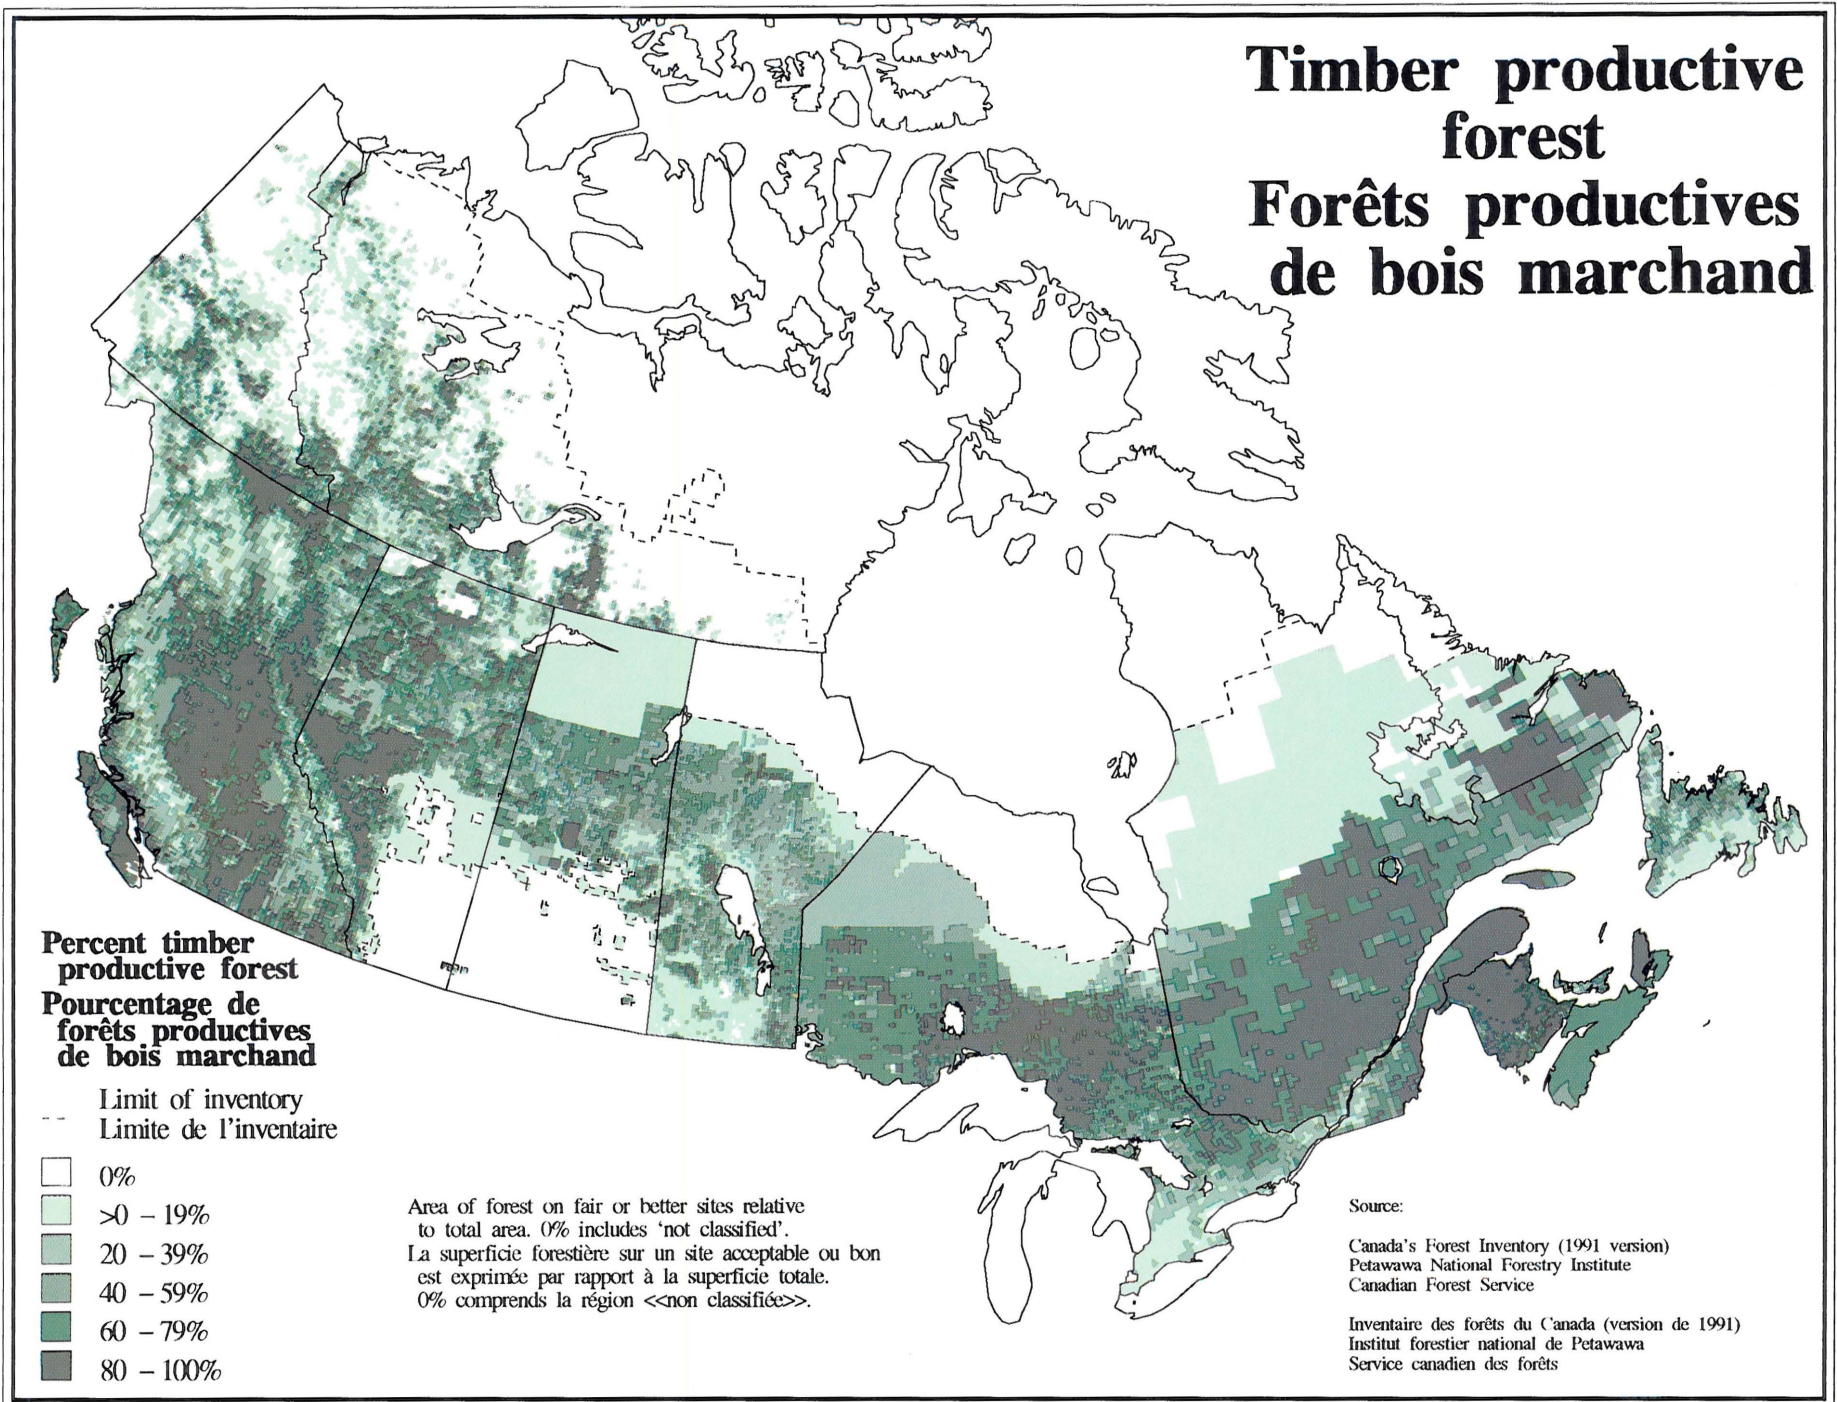 Timber productive
forest
Forêts productives
de bois marchand
Percent timber
productive forest
Pourcentage de
forêts productives
de bois marchand
Limit of inventory
Limite de l'inventaire
0%
>0 – 19%
20 – 39%
40 – 59%
60 – 79%
80 – 100%
Area of forest on fair or better sites relative
to total area. 0% includes 'not classified'.
La superficie forestière sur un site acceptable ou bon
est exprimée par rapport à la superficie totale.
0% comprends la région <<non classifiée>>.
Source:
Canada's Forest Inventory (1991 version)
Petawawa National Forestry Institute
Canadian Forest Service
Inventaire des forêts du Canada (version de 1991)
Institut forestier national de Petawawa
Service canadien des forêts